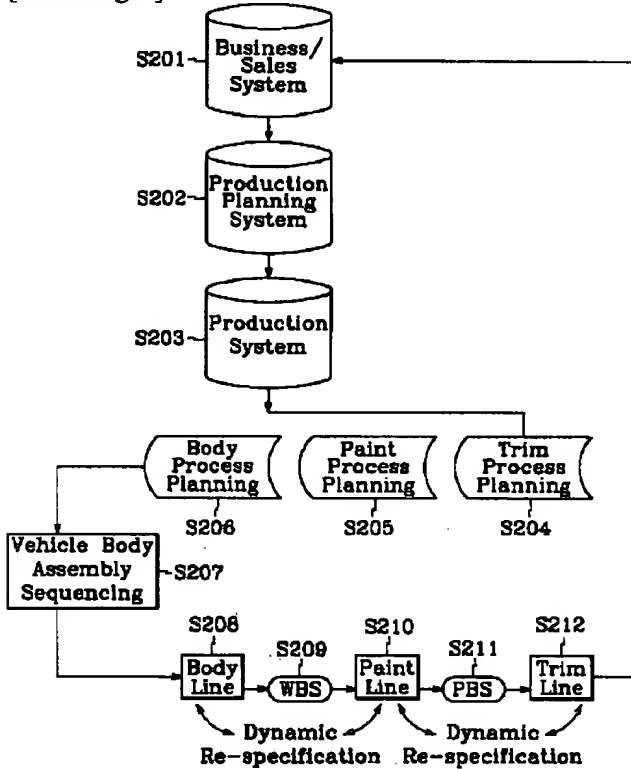 S201
Business/
Sales
System
S202
Production
Planning
System
S203
Production
System
Body
Process
Planning
Paint
Process
Planning
Trim
Process
Planning
S206
S205
S204
Vehicle Body
Assembly
Sequencing
S207
S208
S209
S210
S211
S212
Body
Line
WBS
Paint
Line
PBS
Trim
Line
Dynamic
Re-specification
Dynamic
Re-specification